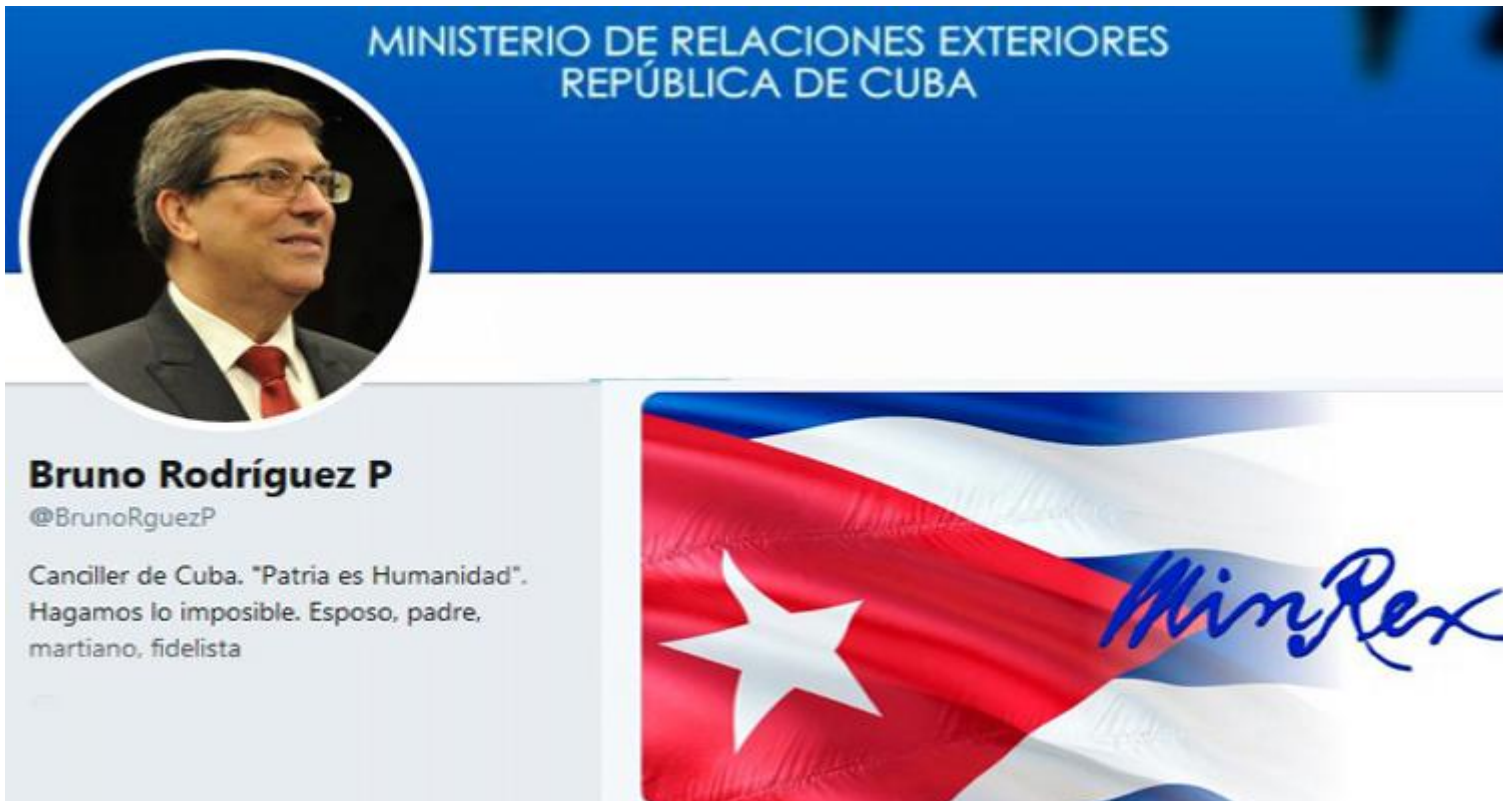 MINISTERIO DE RELACIONES EXTERIORES
REPÚBLICA DE CUBA
Bruno Rodríguez P
@BrunoRguezP
Canciller de Cuba. "Patria es Humanidad".
Hagamos lo imposible. Esposo, padre,
martiano, fidelista
MinRex